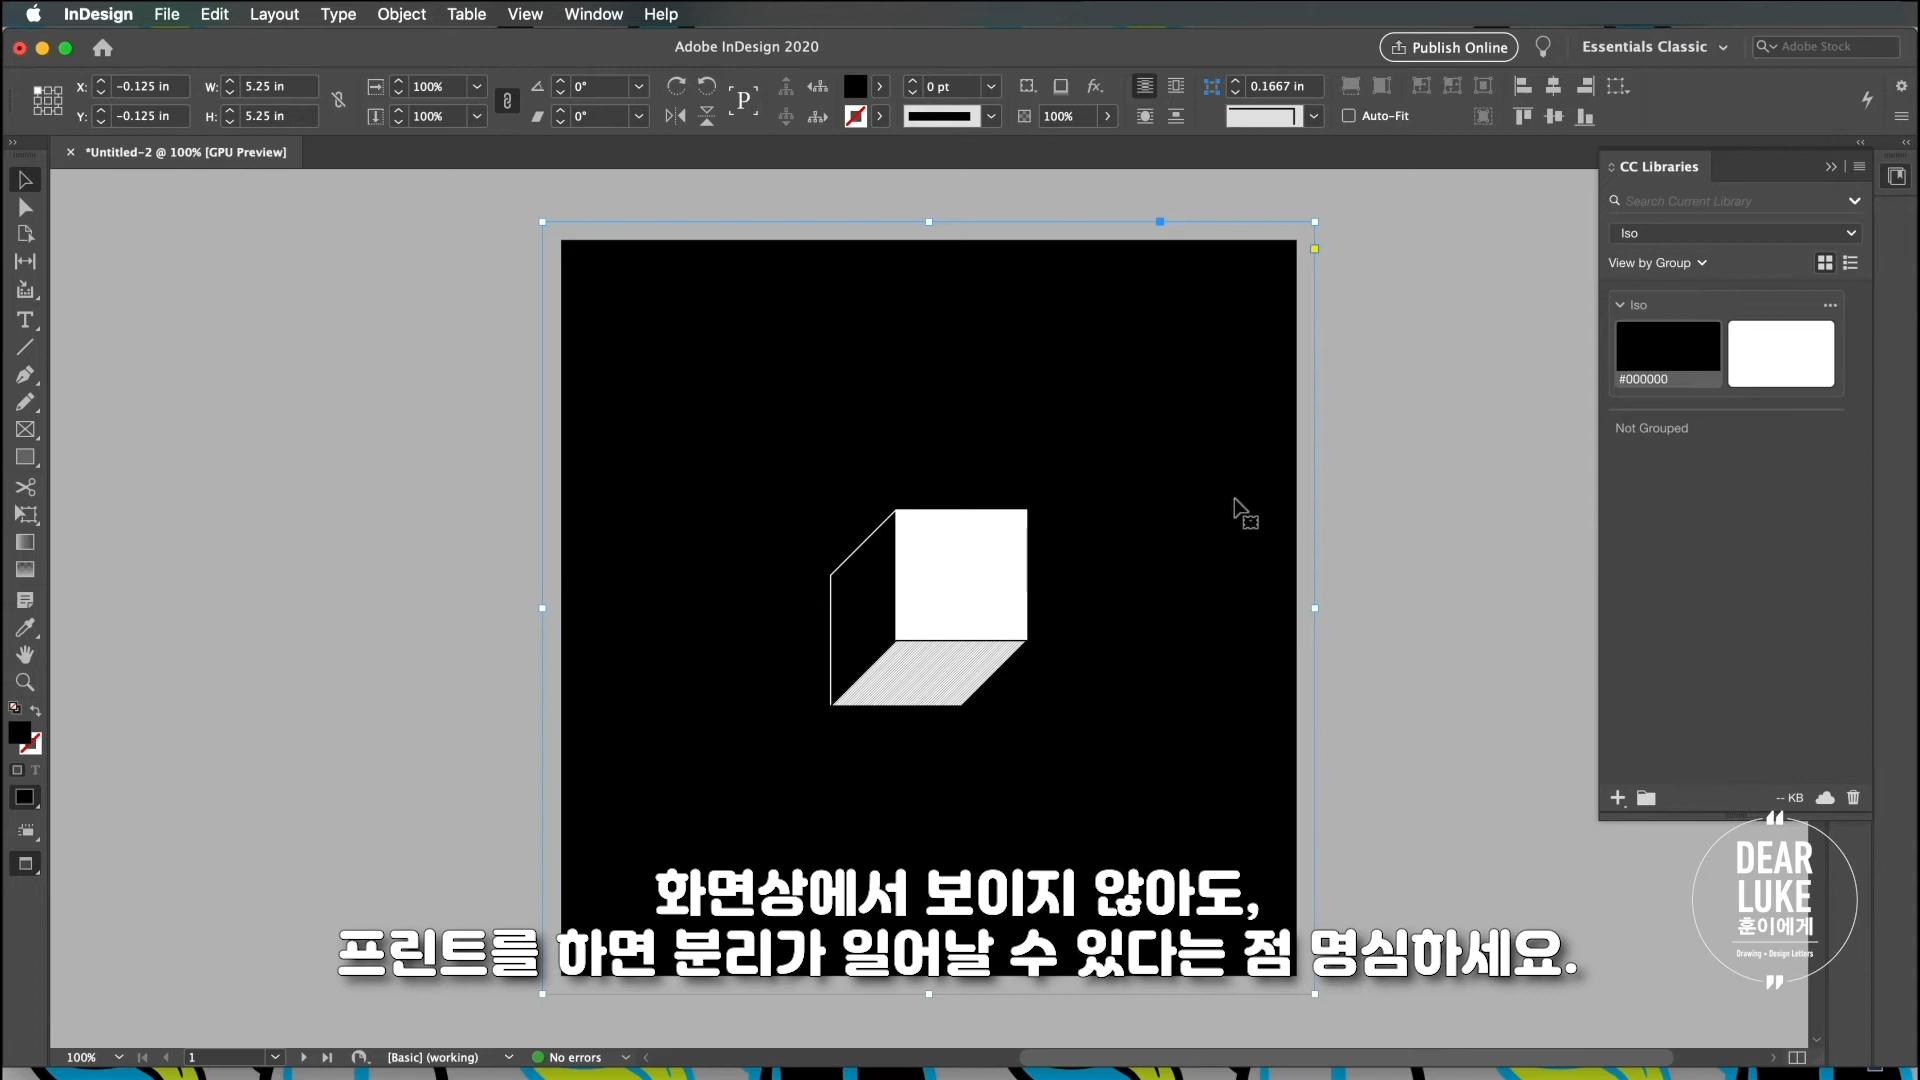 InDesign File Edit Layout Type Object Table View Window Help
Adobe InDesign 2020
Publish Online
Essentials Classic
Adobe Stock
X: -0.125 in W: 5.25 in 100% 0° P 0 pt 0.1667 in
Y: -0.125 in H: 5.25 in 100% 0° 100% Auto-Fit
*Untitled-2 @ 100% [GPU Preview]
CC Libraries
Search Current Library
Iso
View by Group
Iso
#000000
Not Grouped
-- KB
DEAR
LUKE
훈이에게
Drawing + Design Letters
화면상에서 보이지 않아도,
프린트를 하면 분리가 일어날 수 있다는 점 명심하세요.
100% 1 [Basic] (working) No errors